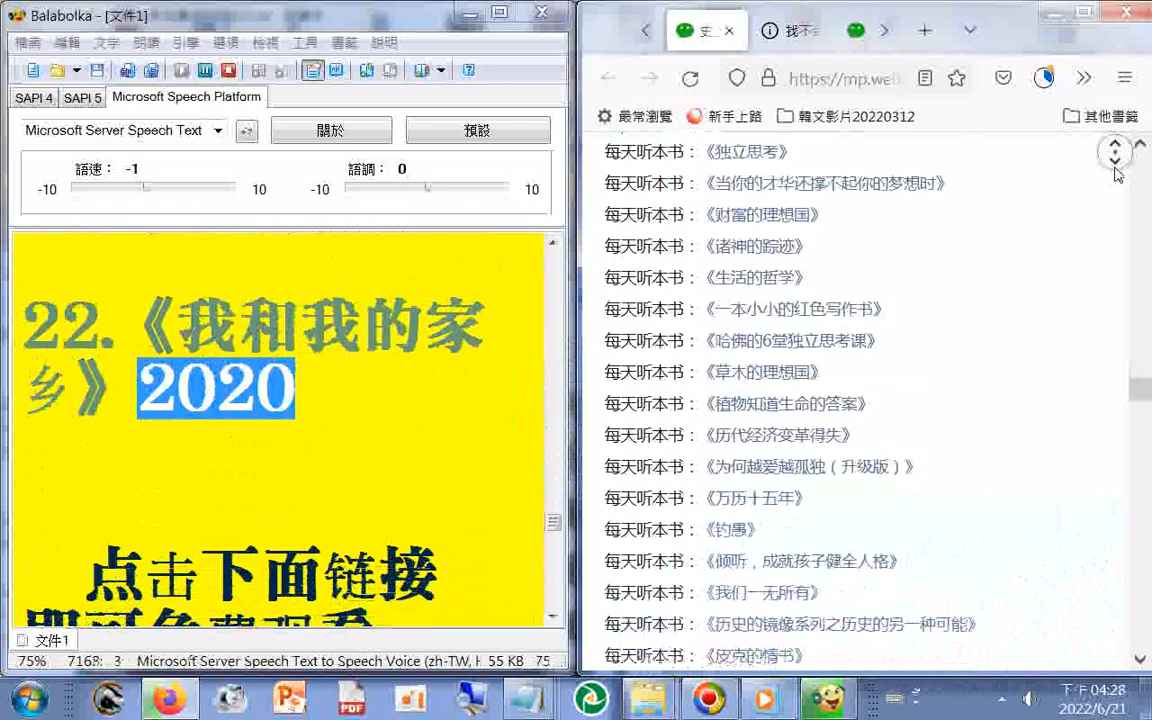 Balabolka - [文件1]
檔案 編輯 文字 朗讀 引擎 選項 檢視 工具 書籤 說明
SAPI 4 SAPI 5 Microsoft Speech Platform
Microsoft Server Speech Text 關於 預設
語速： -1 語調： 0
-10 10 -10 10
22.《我和我的家
乡》2020
点击下面链接
即可免费观看
文件1
75% 716R: 3 Microsoft Server Speech Text to Speech Voice (zh-TW, H 55 KB 75
找不
https://mp.wei
最常瀏覽 新手上路 韓文影片20220312 其他書籤
每天听本书：《独立思考》
每天听本书：《当你的才华还撑不起你的梦想时》
每天听本书：《财富的理想国》
每天听本书：《诸神的踪迹》
每天听本书：《生活的哲学》
每天听本书：《一本小小的红色写作书》
每天听本书：《哈佛的6堂独立思考课》
每天听本书：《草木的理想国》
每天听本书：《植物知道生命的答案》
每天听本书：《历代经济变革得失》
每天听本书：《为何越爱越孤独（升级版）》
每天听本书：《万历十五年》
每天听本书：《钓愚》
每天听本书：《倾听，成就孩子健全人格》
每天听本书：《我们一无所有》
每天听本书：《历史的镜像系列之历史的另一种可能》
每天听本书：《皮克的情书》
下午 04:28
2022/6/21